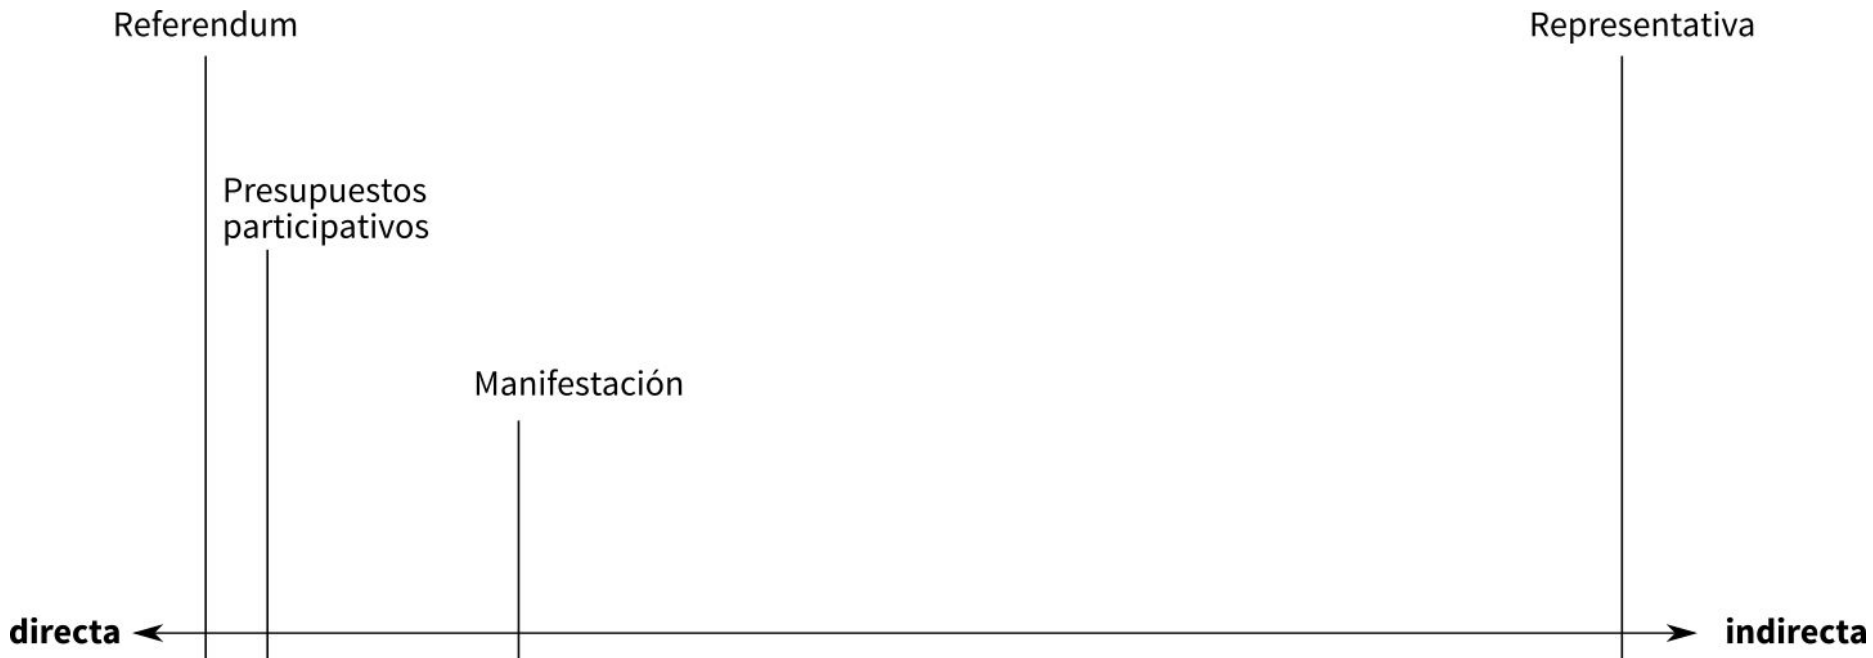 Referendum
Representativa
Presupuestos
participativos
Manifestación
directa
indirecta